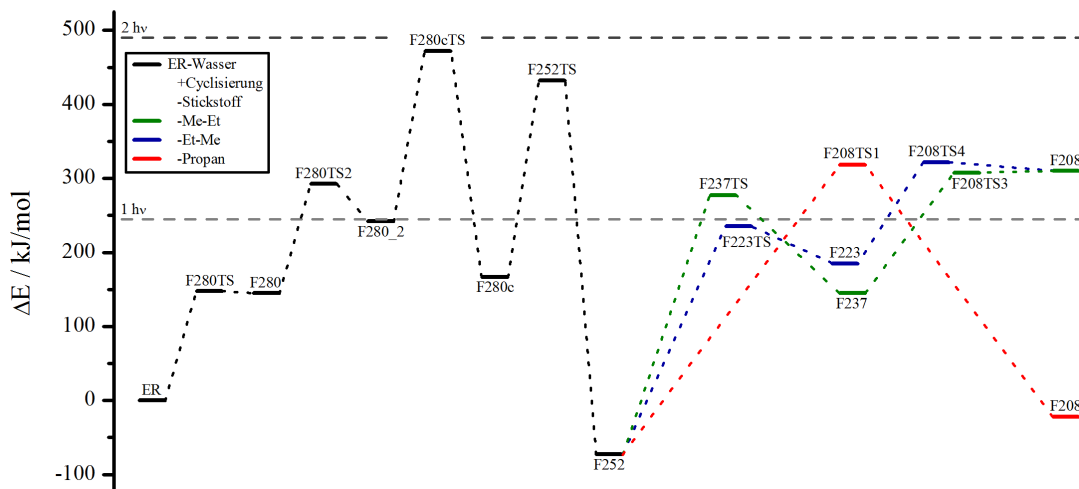 500
400
300
200
100
0
-100
ΔE / kJ/mol
2 hν
1 hν
ER-Wasser
+Cyclisierung
-Stickstoff
-Me-Et
-Et-Me
-Propan
ER
F280TS
F280
F280TS2
F280_2
F280cTS
F280c
F252TS
F252
F237TS
F223TS
F208TS1
F223
F237
F208TS4
F208TS3
F208
F208